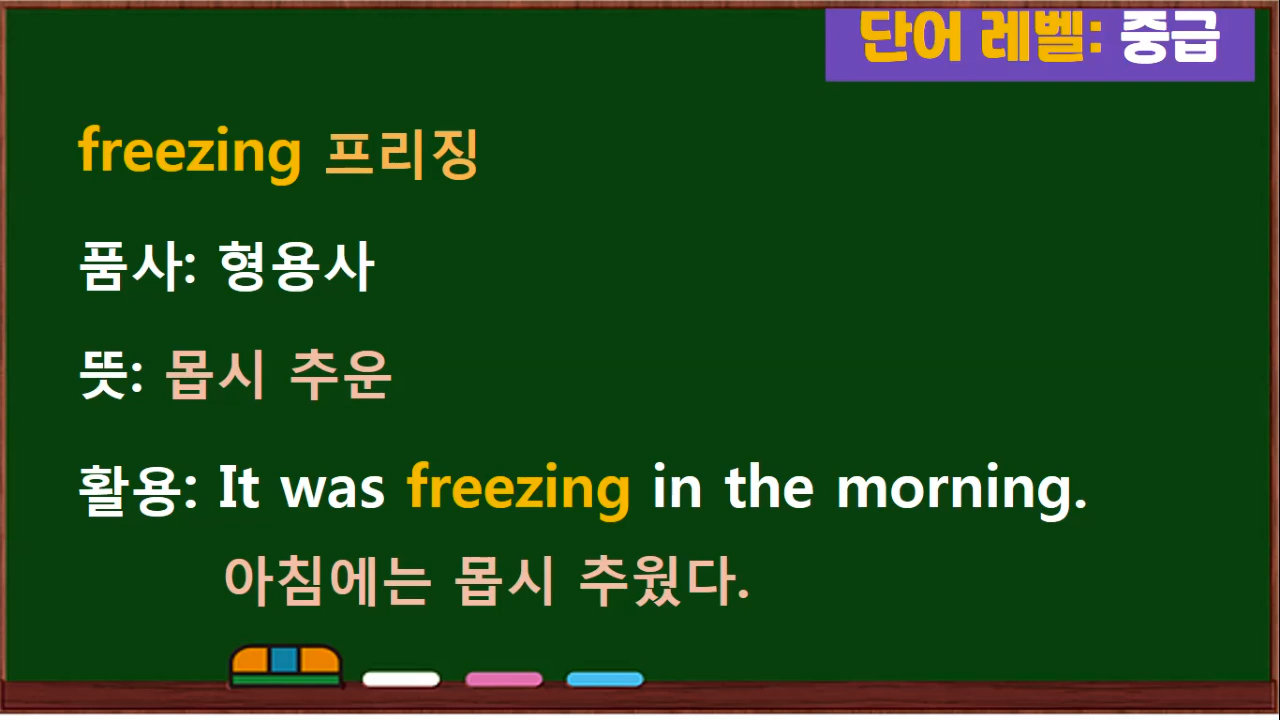 단어 레벨: 중급
freezing 프리징
품사: 형용사
뜻: 몹시 추운
활용: It was freezing in the morning.
아침에는 몹시 추웠다.